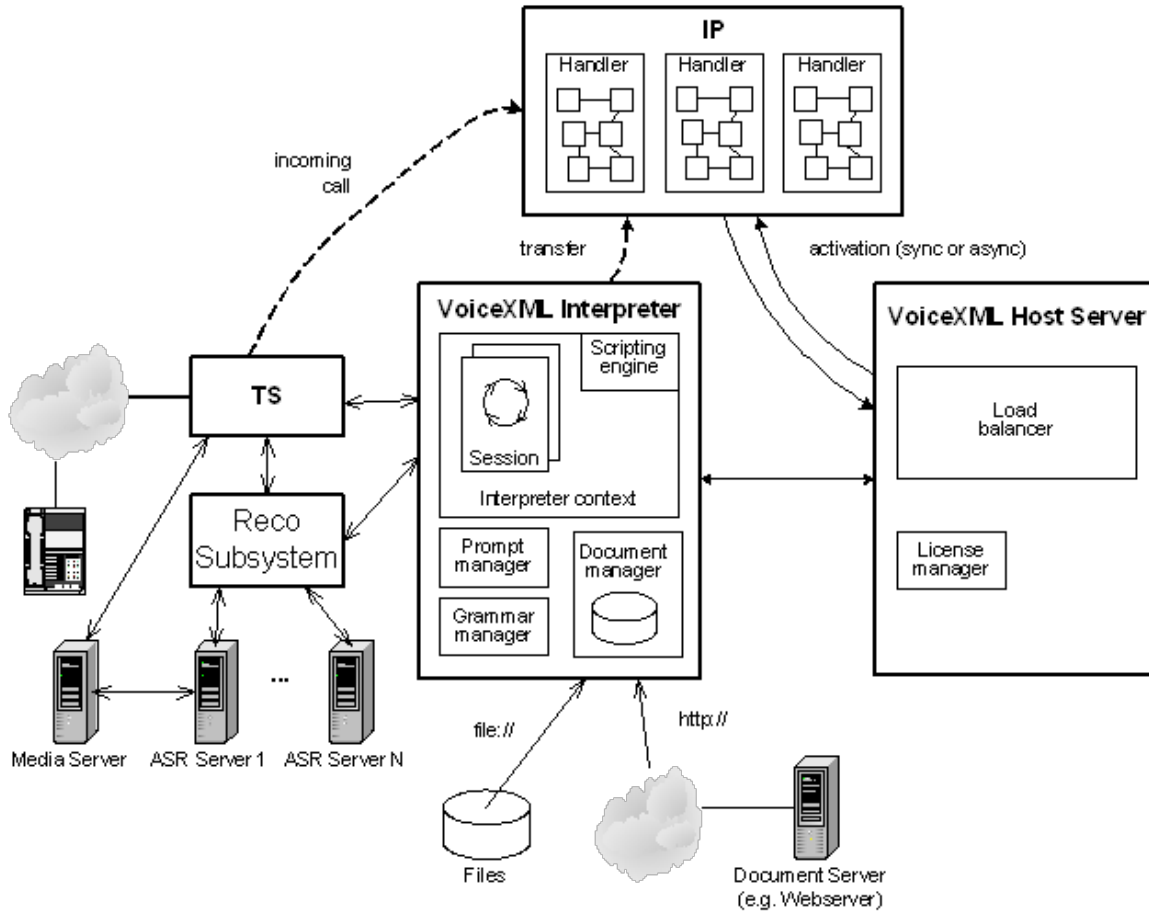 IP
Handler
Handler
Handler
incoming
call
transfer
activation (sync or async)
VoiceXML Interpreter
Scripting
engine
Session
Interpreter context
Prompt
manager
Grammar
manager
Document
manager
VoiceXML Host Server
Load
balancer
License
manager
TS
Reco
Subsystem
...
Media Server
ASR Server 1
ASR Server N
file://
http://
Files
Document Server
(e.g. Webserver)